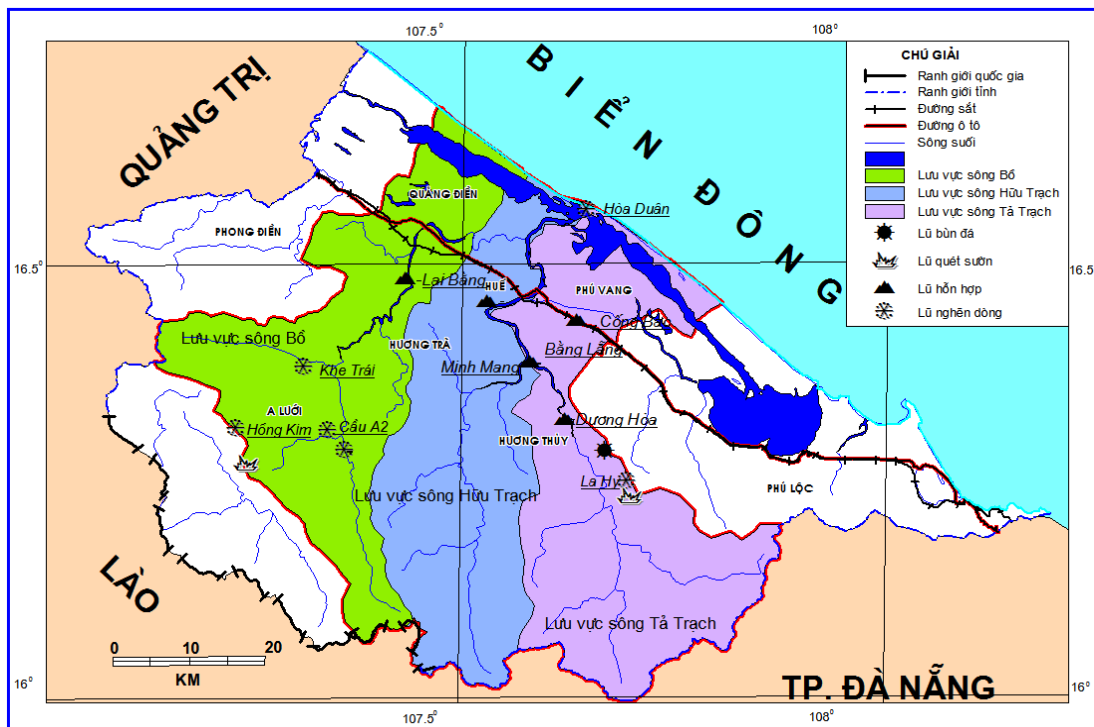 107.5°
108°
QUẢNG TRỊ
BIỂN ĐÔNG
CHÚ GIẢI
Ranh giới quốc gia
Ranh giới tỉnh
Đường sắt
Đường ô tô
Sông suối
Lưu vực sông Bồ
Lưu vực sông Hữu Trạch
Lưu vực sông Tả Trạch
Lũ bùn đá
Lũ quét sườn
Lũ hỗn hợp
Lũ nghẽn dòng
QUẢNG ĐIỀN
Hòa Duân
PHONG ĐIỀN
16.5°
16.5°
Lai Bằng
HUẾ
PHÚ VANG
Cống Bạc
Lưu vực sông Bồ
HƯƠNG TRÀ
Bằng Lãng
Khe Trái
Minh Mang
A LƯỚI
Hồng Kim
Cầu A2
Dương Hòa
HƯƠNG THỦY
La Hy
PHÚ LỘC
Lưu vực sông Hữu Trạch
LÀO
Lưu vực sông Tả Trạch
0 10 20
KM
16°
TP. ĐÀ NẴNG
16°
107.5°
108°